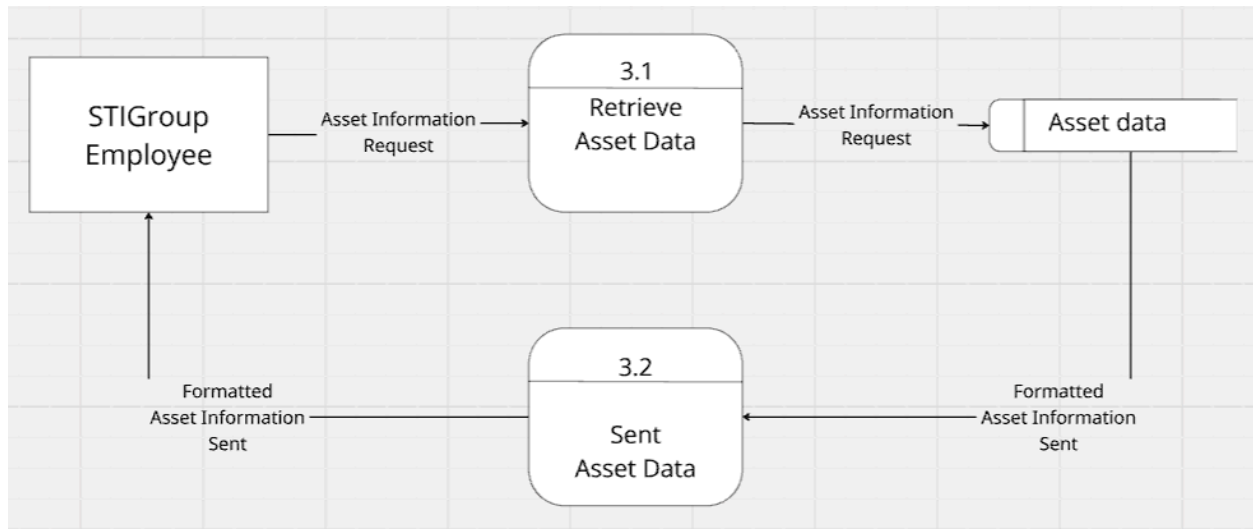 STIGroup
Employee
Asset Information
Request
3.1
Retrieve
Asset Data
Asset Information
Request
Asset data
Formatted
Asset Information
Sent
3.2
Sent
Asset Data
Formatted
Asset Information
Sent